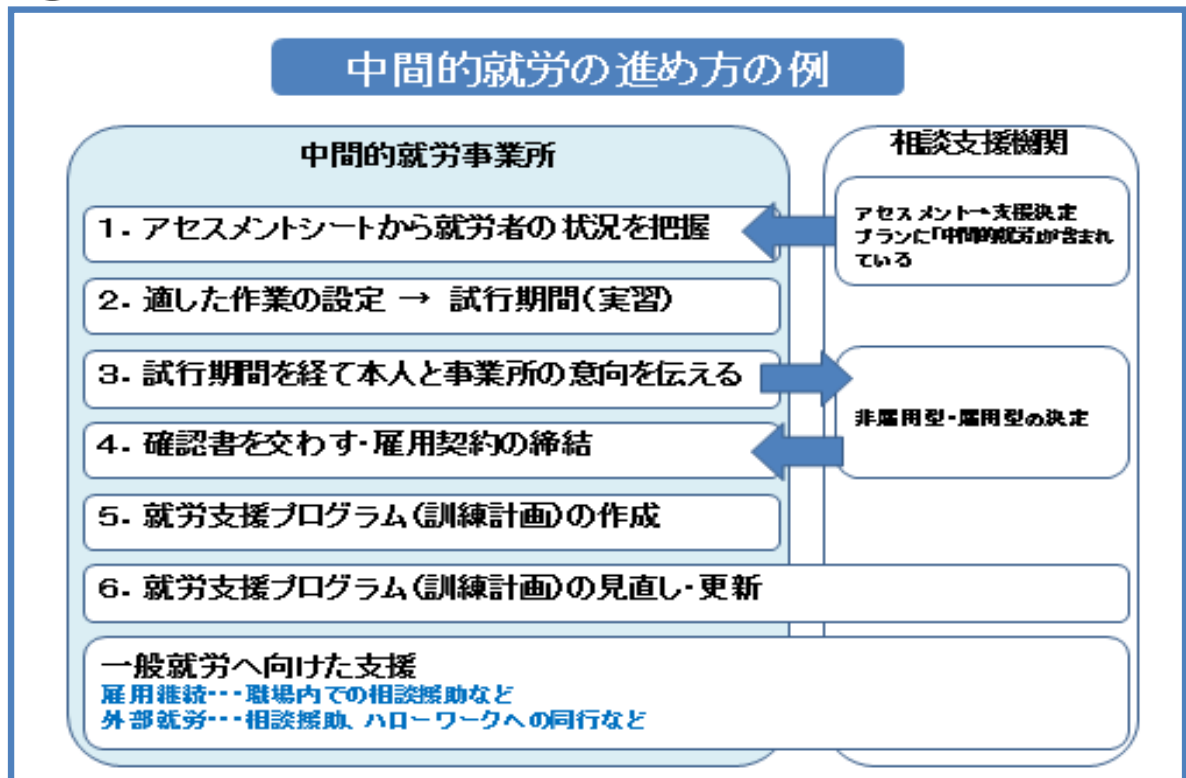 中間的就労の進め方の例
中間的就労事業所
1．アセスメントシートから就労者の状況を把握
2．適した作業の設定 → 試行期間（実習）
3．試行期間を経て本人と事業所の意向を伝える
4．確認書を交わす・雇用契約の締結
5．就労支援プログラム（訓練計画）の作成
6．就労支援プログラム（訓練計画）の見直し・更新
一般就労へ向けた支援
雇用継続・・・職場内での相談援助など
外部就労・・・相談援助、ハローワークへの同行など
相談支援機関
アセスメント→支援決定
プランに「中間的就労」が含まれ
ている
非雇用型・雇用型の決定